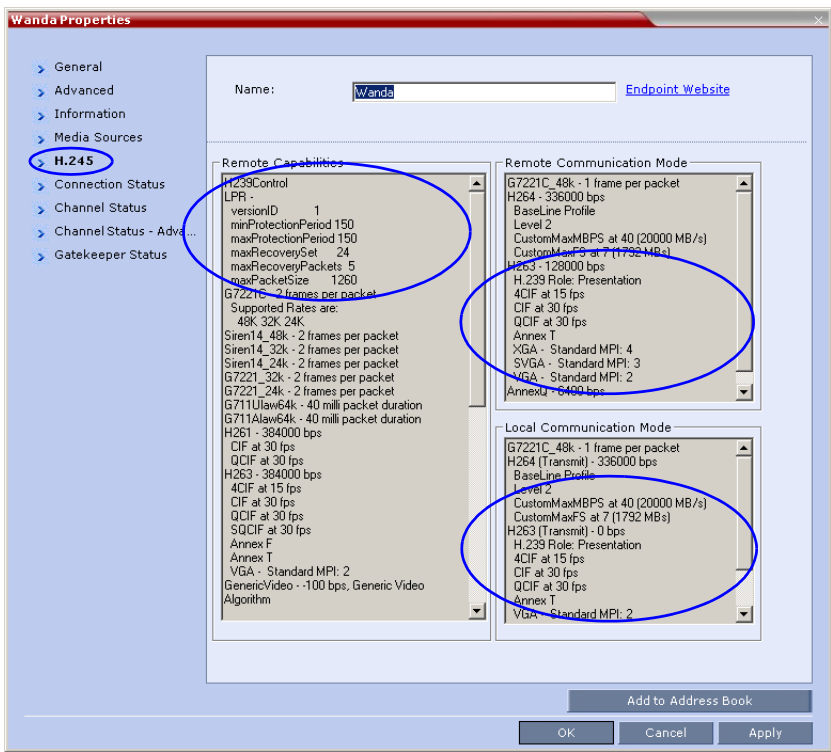 Wanda Properties
General
Advanced
Information
Media Sources
H.245
Connection Status
Channel Status
Channel Status - Adva...
Gatekeeper Status
Name:
Wanda
Endpoint Website
Remote Capabilities
H239Control
LPR -
versionID 1
minProtectionPeriod 150
maxProtectionPeriod 150
maxRecoverySet 24
maxRecoveryPackets 5
maxPacketSize 1260
G7221C - 2 frames per packet
Supported Rates are:
48K 32K 24K
Siren14_48k - 2 frames per packet
Siren14_32k - 2 frames per packet
Siren14_24k - 2 frames per packet
G7221_32k - 2 frames per packet
G7221_24k - 2 frames per packet
G711Ulaw64k - 40 milli packet duration
G711Alaw64k - 40 milli packet duration
H261 - 384000 bps
CIF at 30 fps
QCIF at 30 fps
H263 - 384000 bps
4CIF at 15 fps
CIF at 30 fps
QCIF at 30 fps
SQCIF at 30 fps
Annex F
Annex T
VGA - Standard MPI: 2
GenericVideo - -100 bps, Generic Video
Algorithm
Remote Communication Mode
G7221C_48k - 1 frame per packet
H264 - 336000 bps
BaseLine Profile
Level 2
CustomMaxMBPS at 40 (20000 MB/s)
CustomMaxFS at 7 (1792 MBs)
H263 - 128000 bps
H.239 Role: Presentation
4CIF at 15 fps
CIF at 30 fps
QCIF at 30 fps
Annex T
XGA - Standard MPI: 4
SVGA - Standard MPI: 3
VGA - Standard MPI: 2
AnnexQ - 6400 bps
Local Communication Mode
G7221C_48k - 1 frame per packet
H264 (Transmit) - 336000 bps
BaseLine Profile
Level 2
CustomMaxMBPS at 40 (20000 MB/s)
CustomMaxFS at 7 (1792 MBs)
H263 (Transmit) - 0 bps
H.239 Role: Presentation
4CIF at 15 fps
CIF at 30 fps
QCIF at 30 fps
Annex T
VGA - Standard MPI: 2
Add to Address Book
OK
Cancel
Apply